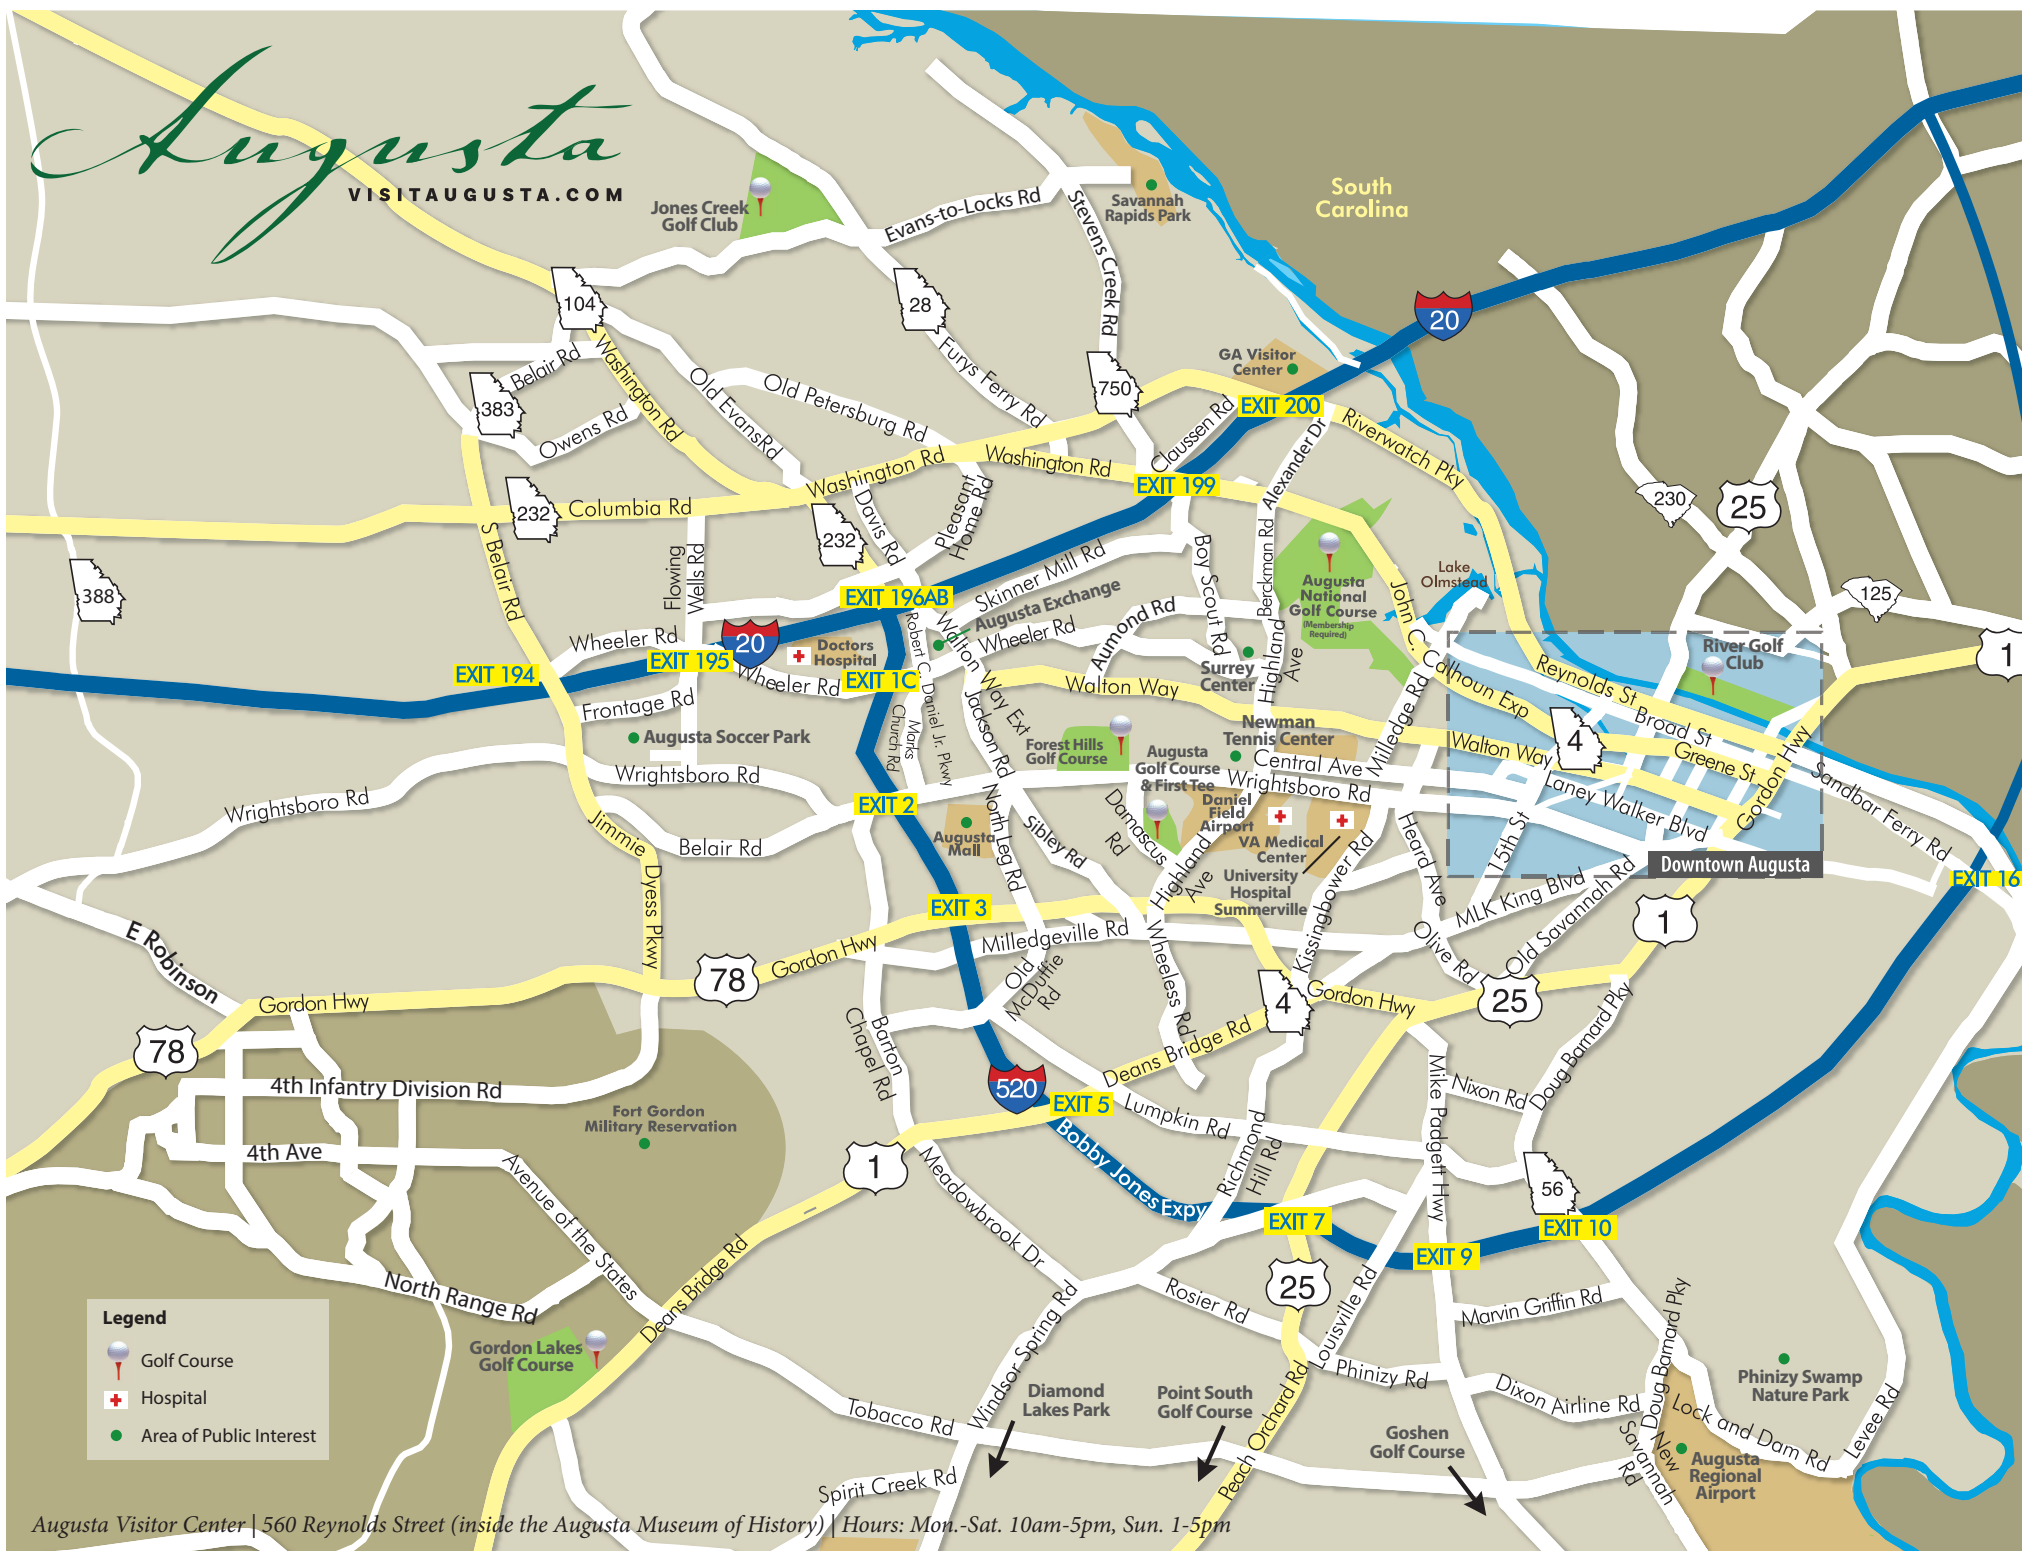 Augusta
VISITAUGUSTA.COM
South
Carolina
Jones Creek
Golf Club
Evans-to-Locks Rd
Stevens Creek Rd
Savannah
Rapids Park
104
28
20
Furys Ferry Rd
GA Visitor
Center
750
Belair Rd
383
Owens Rd
Washington Rd
Old EvansRd
Old Petersburg Rd
Claussen Rd
EXIT 200
Alexander Dr
Riverwatch Pky
Washington Rd
Washington Rd
EXIT 199
232
Columbia Rd
232
Davis Rd
Pleasant
Home Rd
230
25
S Belair Rd
388
Flowing
Wells Rd
EXIT 196AB
Skinner Mill Rd
Augusta Exchange
Boy Scout Rd
Berckman Rd
Augusta
National
Golf Course
(Membership
Required)
John C. Calhoun Exp
Lake
Olmstead
125
1
Wheeler Rd
20
EXIT 195
EXIT 194
Doctors
Hospital
Wheeler Rd
EXIT 1C
Robert C. Daniel Jr. Pkwy
Walton Way Ext
Wheeler Rd
Aumond Rd
Surrey
Center
Highland
Ave
River Golf
Club
Frontage Rd
Augusta Soccer Park
Church Rd
Marks
Jackson Rd
Walton Way
Forest Hills
Golf Course
Newman
Tennis Center
Augusta
Golf Course
& First Tee
Central Ave
Wrightsboro Rd
Milledge Rd
Walton Way
4
Reynolds St
Broad St
Greene St
Gordon Hwy
Laney Walker Blvd
15th St
Sandbar Ferry Rd
Downtown Augusta
EXIT 16
Wrightsboro Rd
Wrightsboro Rd
EXIT 2
Jimmie Dyess Pkwy
Belair Rd
Augusta
Mall
North Leg Rd
Sibley Rd
Damascus
Rd
Daniel
Field
Airport
VA Medical
Center
University
Hospital
Summerville
Highland
Ave
Kissingbower Rd
Heard Ave
MLK King Blvd
Old Savannah Rd
1
EXIT 3
E Robinson
Gordon Hwy
78
78
Gordon Hwy
Milledgeville Rd
Old
McDuffie
Rd
Wheeless Rd
Olive Rd
4
Gordon Hwy
25
Barton
Chapel Rd
Deans Bridge Rd
Doug Barnard Pky
4th Infantry Division Rd
4th Ave
Fort Gordon
Military Reservation
520
EXIT 5
Lumpkin Rd
Mike Padgett Hwy
Nixon Rd
1
Avenue of the States
Meadowbrook Dr
Bobby Jones Expy
Richmond
Hill Rd
EXIT 7
EXIT 9
EXIT 10
56
North Range Rd
Deans Bridge Rd
Gordon Lakes
Golf Course
Windsor Spring Rd
Rosier Rd
25
Louisville Rd
Marvin Griffin Rd
Doug Barnard Pky
Phinizy Rd
Dixon Airline Rd
Phinizy Swamp
Nature Park
Levee Rd
Lock and Dam Rd
Tobacco Rd
Diamond
Lakes Park
Point South
Golf Course
Peach Orchard Rd
Goshen
Golf Course
New
Savannah
Rd
Augusta
Regional
Airport
Spirit Creek Rd
Legend
Golf Course
Hospital
Area of Public Interest
Augusta Visitor Center | 560 Reynolds Street (inside the Augusta Museum of History) | Hours: Mon.-Sat. 10am-5pm, Sun. 1-5pm